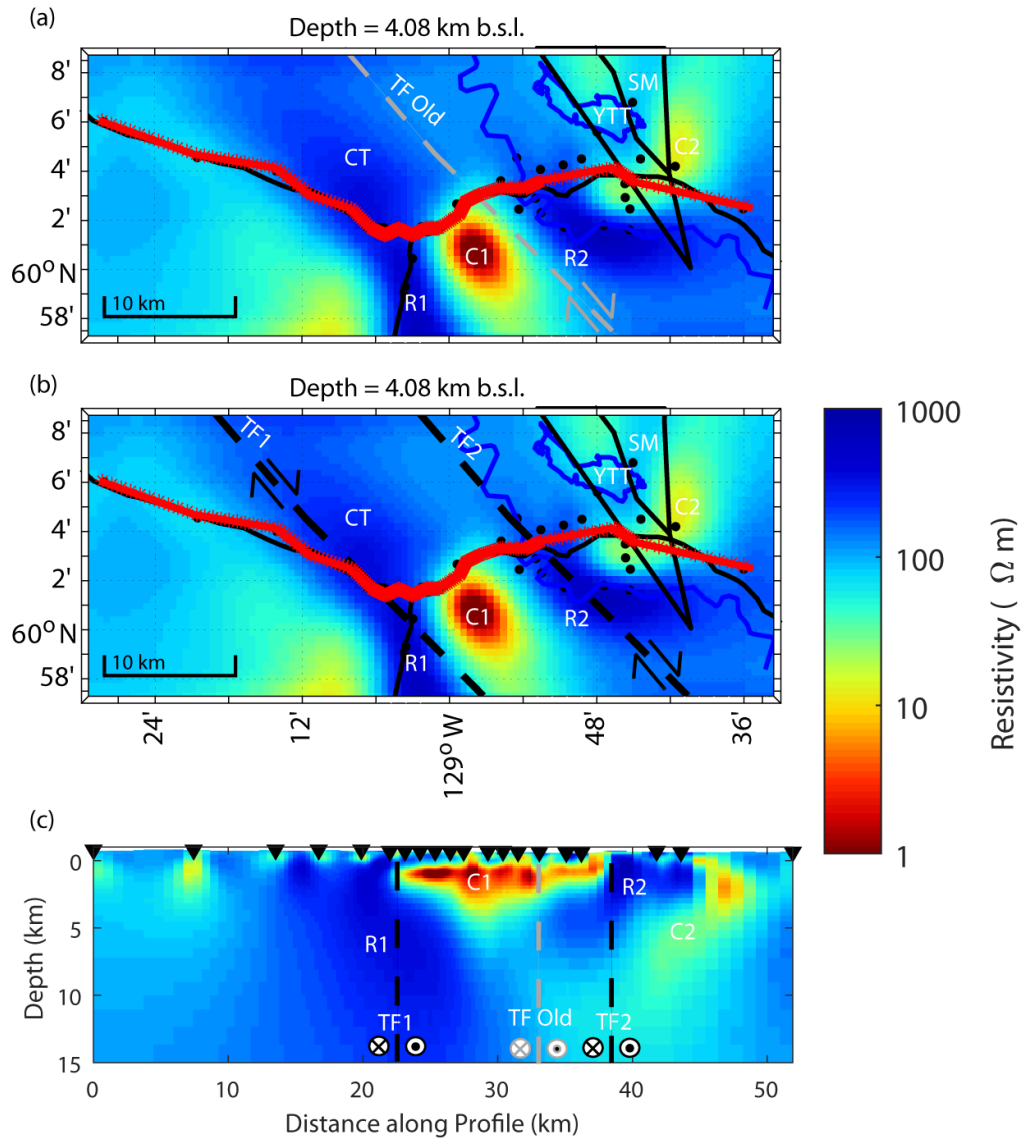 (a)
Depth = 4.08 km b.s.l.
8'
6'
4'
2'
60° N
58'
TF Old
SM
YTT
CT
C2
C1
R2
R1
10 km
(b)
Depth = 4.08 km b.s.l.
8'
6'
4'
2'
60° N
58'
TF1
TF2
SM
YTT
CT
C2
C1
R2
R1
10 km
24'
12'
129° W
48'
36'
1000
100
10
1
Resistivity ( Ω m)
(c)
0
5
10
15
Depth (km)
C1
R2
R1
C2
TF1
TF Old
TF2
0
10
20
30
40
50
Distance along Profile (km)